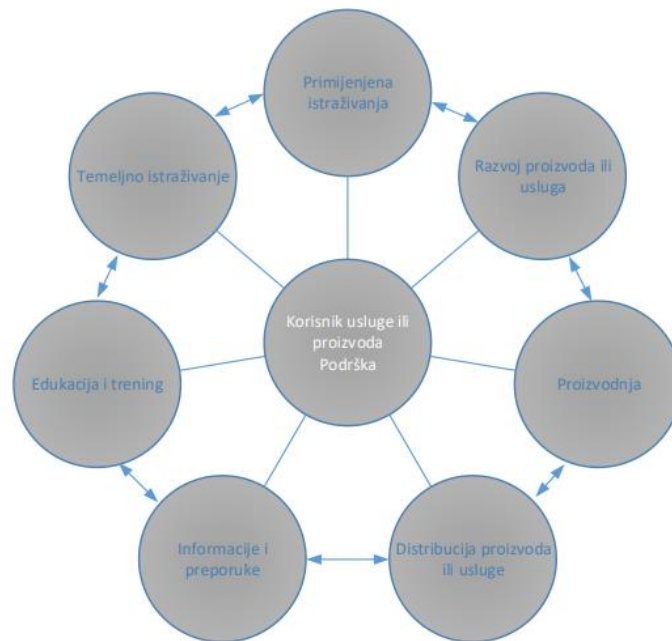 Primijenjena
istraživanja
Temeljno istraživanje
Razvoj proizvoda ili
usluga
Korisnik usluge ili
proizvoda
Podrška
Edukacija i trening
Proizvodnja
Informacije i
preporuke
Distribucija proizvoda
ili usluge